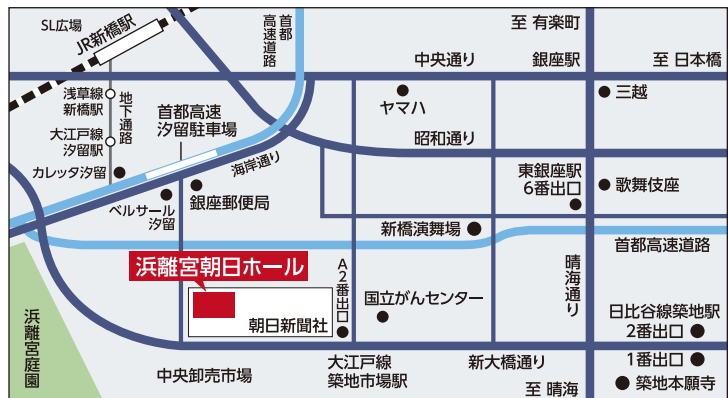 SL広場
JR新橋駅
首都
高速道路
至 有楽町
中央通り
銀座駅
至 日本橋
浅草線
新橋駅
地下通路
大江戸線
汐留駅
首都高速
汐留駐車場
ヤマハ
三越
昭和通り
カレッタ汐留
海岸通り
東銀座駅
6番出口
歌舞伎座
ベルサール
汐留
銀座郵便局
新橋演舞場
首都高速道路
浜離宮朝日ホール
A2番出口
晴海通り
国立がんセンター
朝日新聞社
日比谷線築地駅
2番出口
浜離宮庭園
中央卸売市場
大江戸線
築地市場駅
新大橋通り
1番出口
至 晴海
築地本願寺